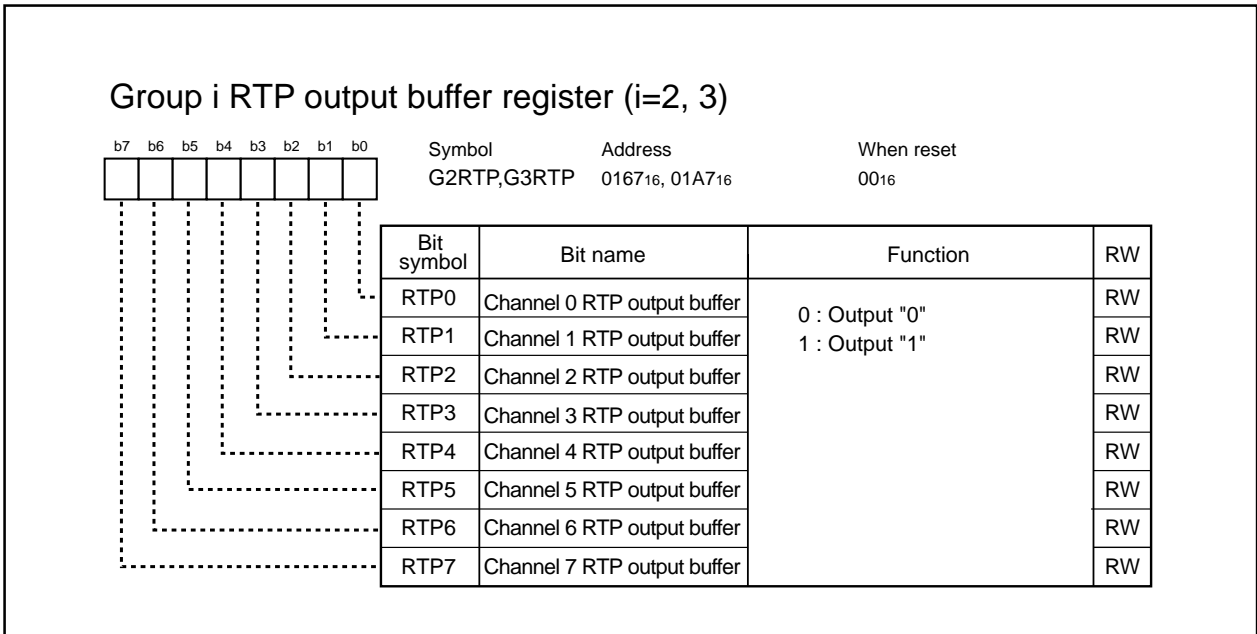 Group i RTP output buffer register (i=2, 3)
b7 b6 b5 b4 b3 b2 b1 b0
Symbol Address When reset
G2RTP,G3RTP 016716, 01A716 0016
Bit symbol Bit name Function RW
RTP0 Channel 0 RTP output buffer RW
0 : Output "0"
1 : Output "1"
RTP1 Channel 1 RTP output buffer RW
RTP2 Channel 2 RTP output buffer RW
RTP3 Channel 3 RTP output buffer RW
RTP4 Channel 4 RTP output buffer RW
RTP5 Channel 5 RTP output buffer RW
RTP6 Channel 6 RTP output buffer RW
RTP7 Channel 7 RTP output buffer RW